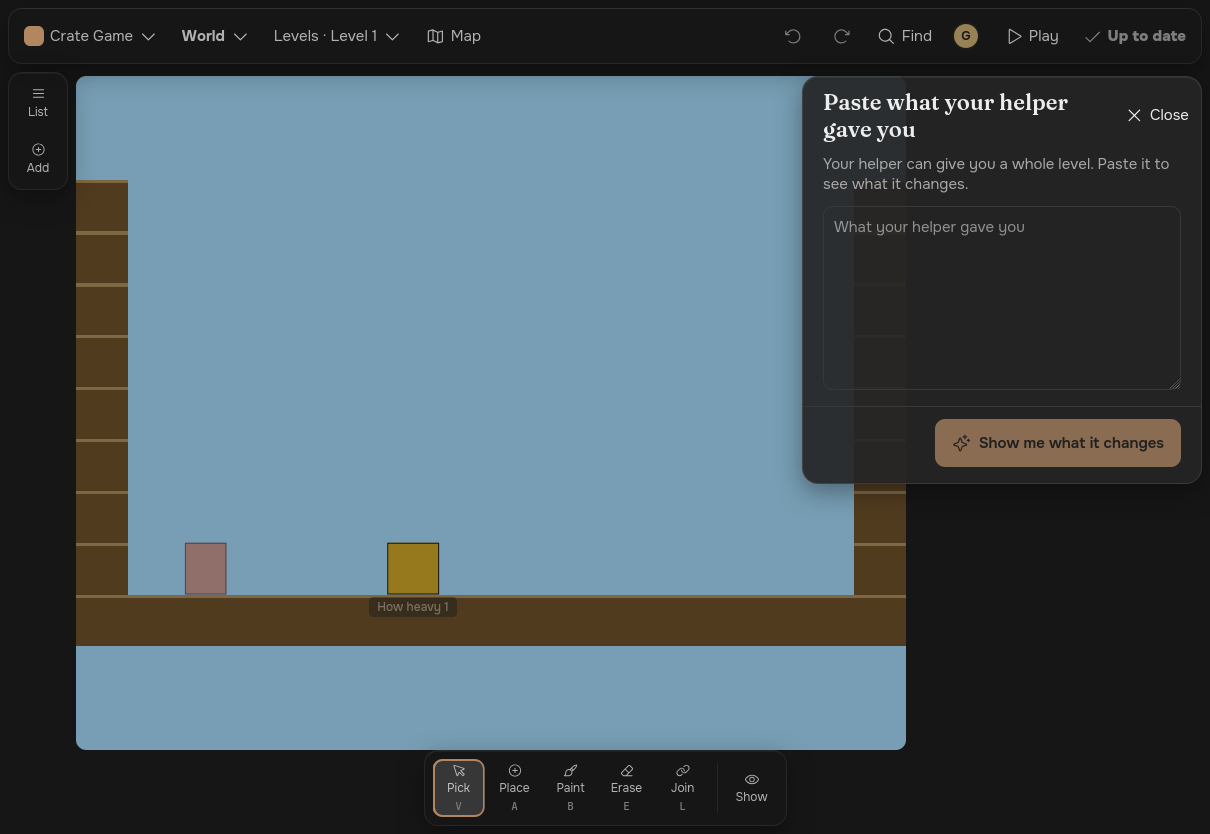 Crate Game
World
Levels · Level 1
Map
Find
G
Play
Up to date
List
Add
Paste what your helper
gave you
Close
Your helper can give you a whole level. Paste it to
see what it changes.
What your helper gave you
Show me what it changes
How heavy 1
Pick
V
Place
A
Paint
B
Erase
E
Join
L
Show